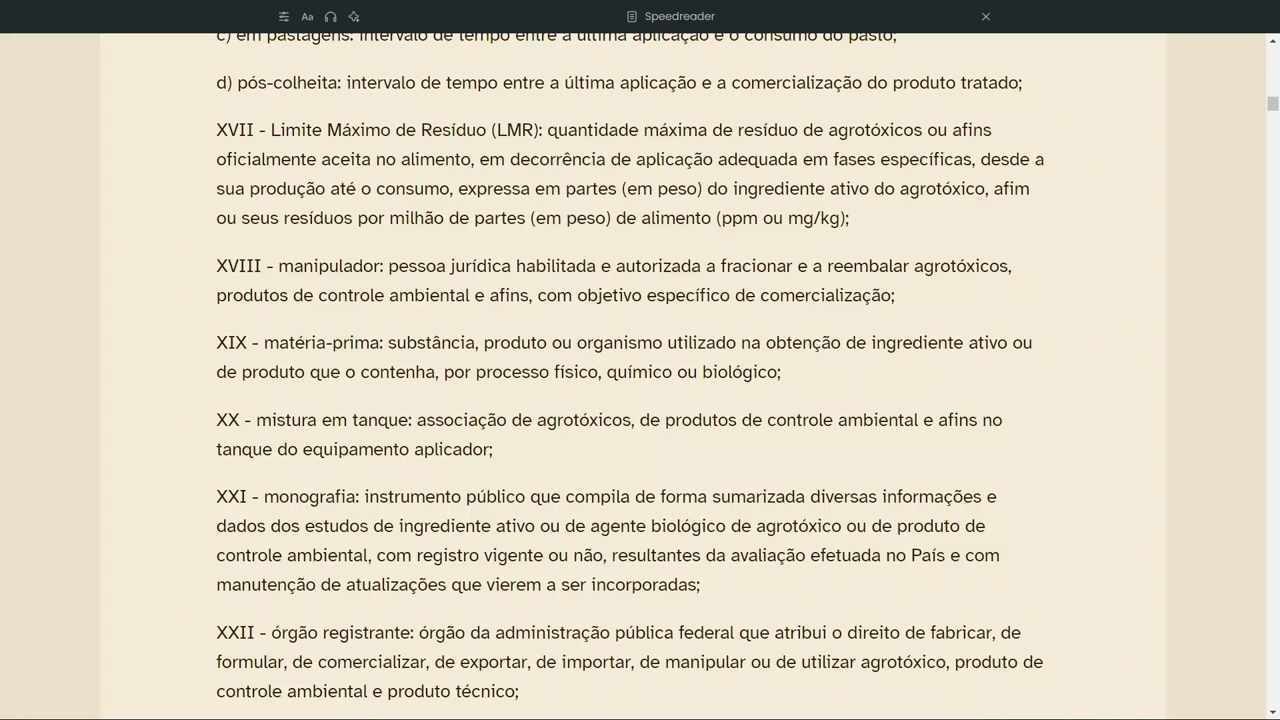 Aa
Speedreader
c) em pastagens: intervalo de tempo entre a última aplicação e o consumo do pasto;
d) pós-colheita: intervalo de tempo entre a última aplicação e a comercialização do produto tratado;
XVII - Limite Máximo de Resíduo (LMR): quantidade máxima de resíduo de agrotóxicos ou afins
oficialmente aceita no alimento, em decorrência de aplicação adequada em fases específicas, desde a
sua produção até o consumo, expressa em partes (em peso) do ingrediente ativo do agrotóxico, afim
ou seus resíduos por milhão de partes (em peso) de alimento (ppm ou mg/kg);
XVIII - manipulador: pessoa jurídica habilitada e autorizada a fracionar e a reembalar agrotóxicos,
produtos de controle ambiental e afins, com objetivo específico de comercialização;
XIX - matéria-prima: substância, produto ou organismo utilizado na obtenção de ingrediente ativo ou
de produto que o contenha, por processo físico, químico ou biológico;
XX - mistura em tanque: associação de agrotóxicos, de produtos de controle ambiental e afins no
tanque do equipamento aplicador;
XXI - monografia: instrumento público que compila de forma sumarizada diversas informações e
dados dos estudos de ingrediente ativo ou de agente biológico de agrotóxico ou de produto de
controle ambiental, com registro vigente ou não, resultantes da avaliação efetuada no País e com
manutenção de atualizações que vierem a ser incorporadas;
XXII - órgão registrante: órgão da administração pública federal que atribui o direito de fabricar, de
formular, de comercializar, de exportar, de importar, de manipular ou de utilizar agrotóxico, produto de
controle ambiental e produto técnico;